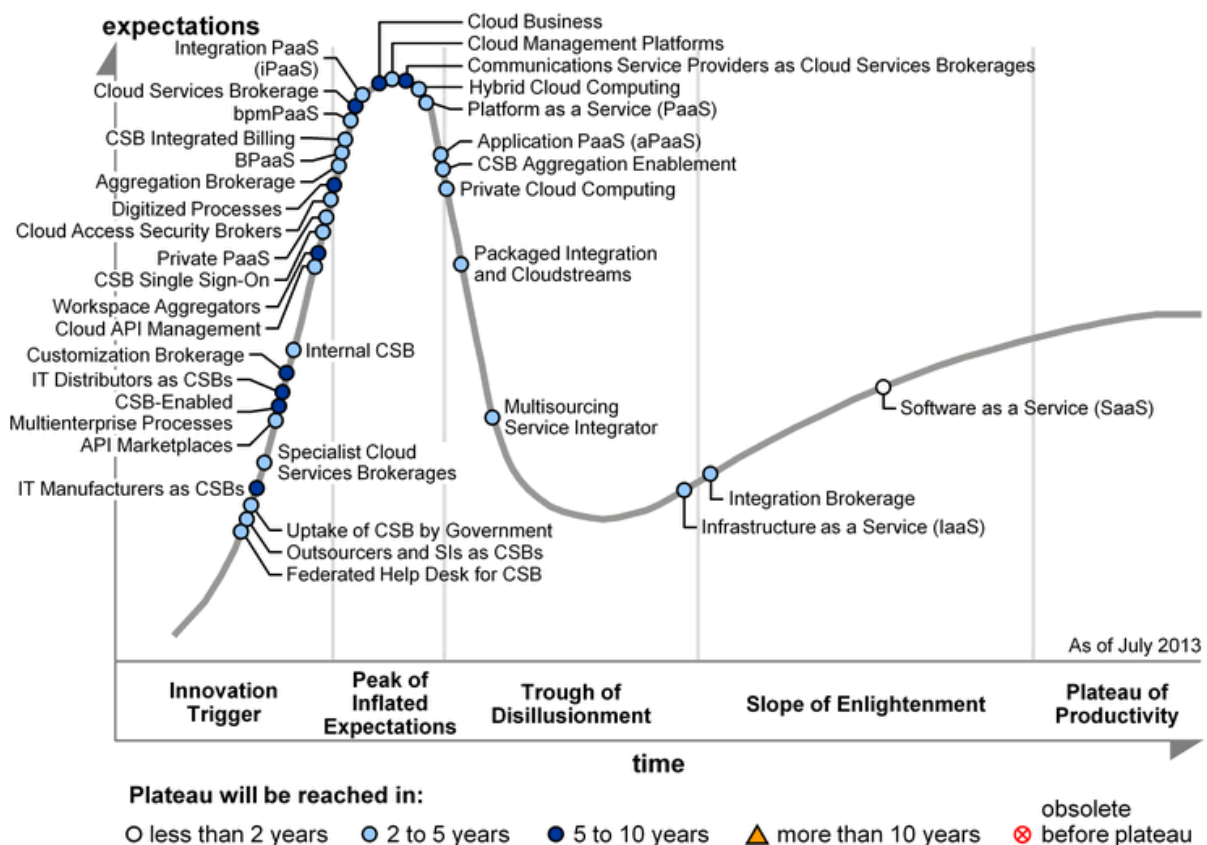 expectations
Integration PaaS
(iPaaS)
Cloud Services Brokerage
bpmPaaS
CSB Integrated Billing
BPaaS
Aggregation Brokerage
Digitized Processes
Cloud Access Security Brokers
Private PaaS
CSB Single Sign-On
Workspace Aggregators
Cloud API Management
Customization Brokerage
IT Distributors as CSBs
CSB-Enabled
Multienterprise Processes
API Marketplaces
IT Manufacturers as CSBs
Internal CSB
Specialist Cloud
Services Brokerages
Uptake of CSB by Government
Outsourcers and SIs as CSBs
Federated Help Desk for CSB
Cloud Business
Cloud Management Platforms
Communications Service Providers as Cloud Services Brokerages
Hybrid Cloud Computing
Platform as a Service (PaaS)
Application PaaS (aPaaS)
CSB Aggregation Enablement
Private Cloud Computing
Packaged Integration
and Cloudstreams
Multisourcing
Service Integrator
Software as a Service (SaaS)
Integration Brokerage
Infrastructure as a Service (IaaS)
As of July 2013
Innovation
Trigger
Peak of
Inflated
Expectations
Trough of
Disillusionment
Slope of Enlightenment
Plateau of
Productivity
time
Plateau will be reached in:
less than 2 years
2 to 5 years
5 to 10 years
more than 10 years
obsolete
before plateau